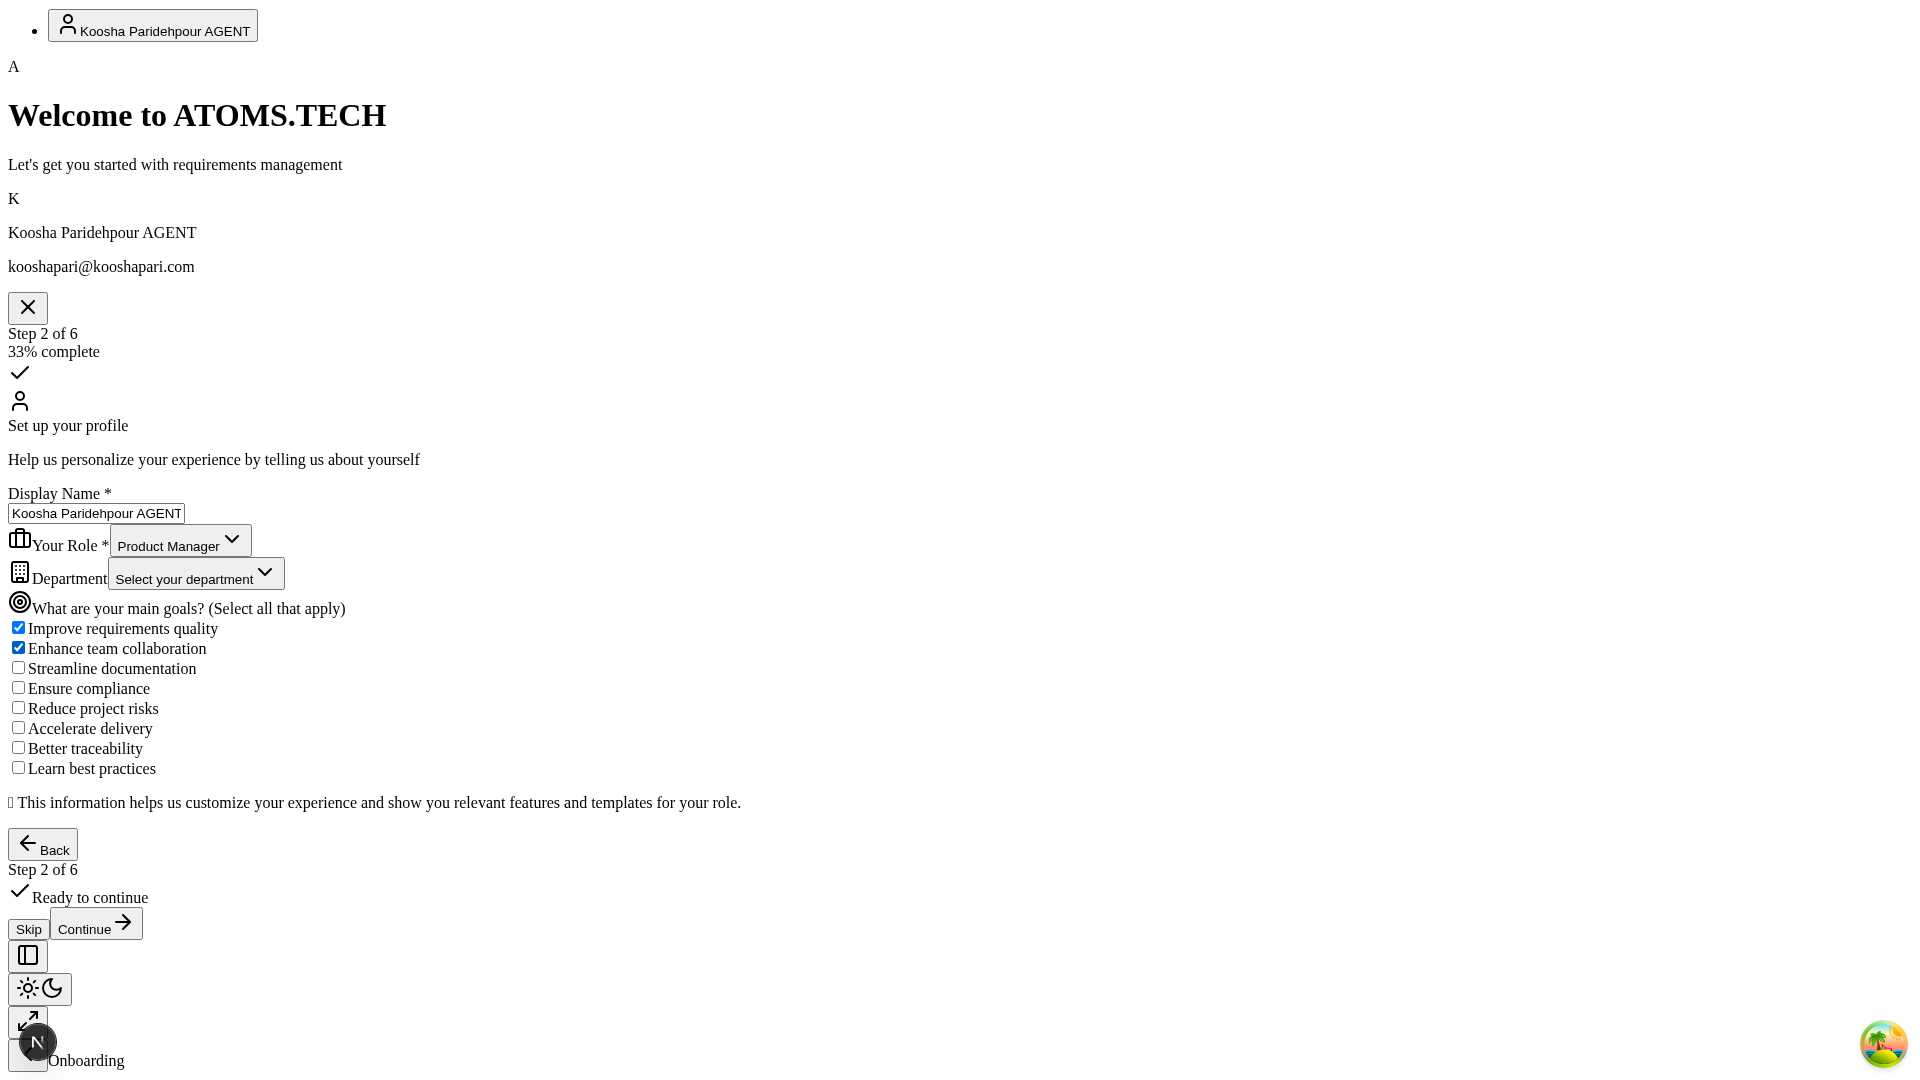 Koosha Paridehpour AGENT
A
Welcome to ATOMS.TECH
Let's get you started with requirements management
K
Koosha Paridehpour AGENT
kooshapari@kooshapari.com
Step 2 of 6
33% complete
Set up your profile
Help us personalize your experience by telling us about yourself
Display Name *
Koosha Paridehpour AGENT
Your Role * Product Manager
Department Select your department
What are your main goals? (Select all that apply)
Improve requirements quality
Enhance team collaboration
Streamline documentation
Ensure compliance
Reduce project risks
Accelerate delivery
Better traceability
Learn best practices
This information helps us customize your experience and show you relevant features and templates for your role.
Back
Step 2 of 6
Ready to continue
Skip Continue
N
Onboarding